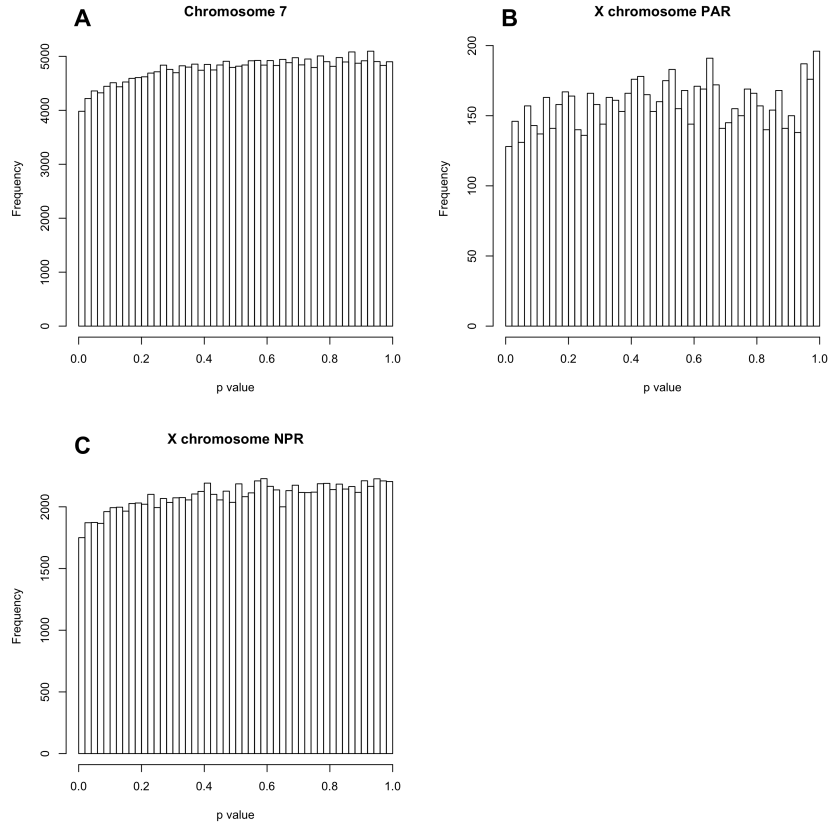 A
Chromosome 7
Frequency
0
1000
2000
3000
4000
5000
0.0 0.2 0.4 0.6 0.8 1.0
p value
B
X chromosome PAR
Frequency
0
50
100
150
200
0.0 0.2 0.4 0.6 0.8 1.0
p value
C
X chromosome NPR
Frequency
0
500
1000
1500
2000
0.0 0.2 0.4 0.6 0.8 1.0
p value